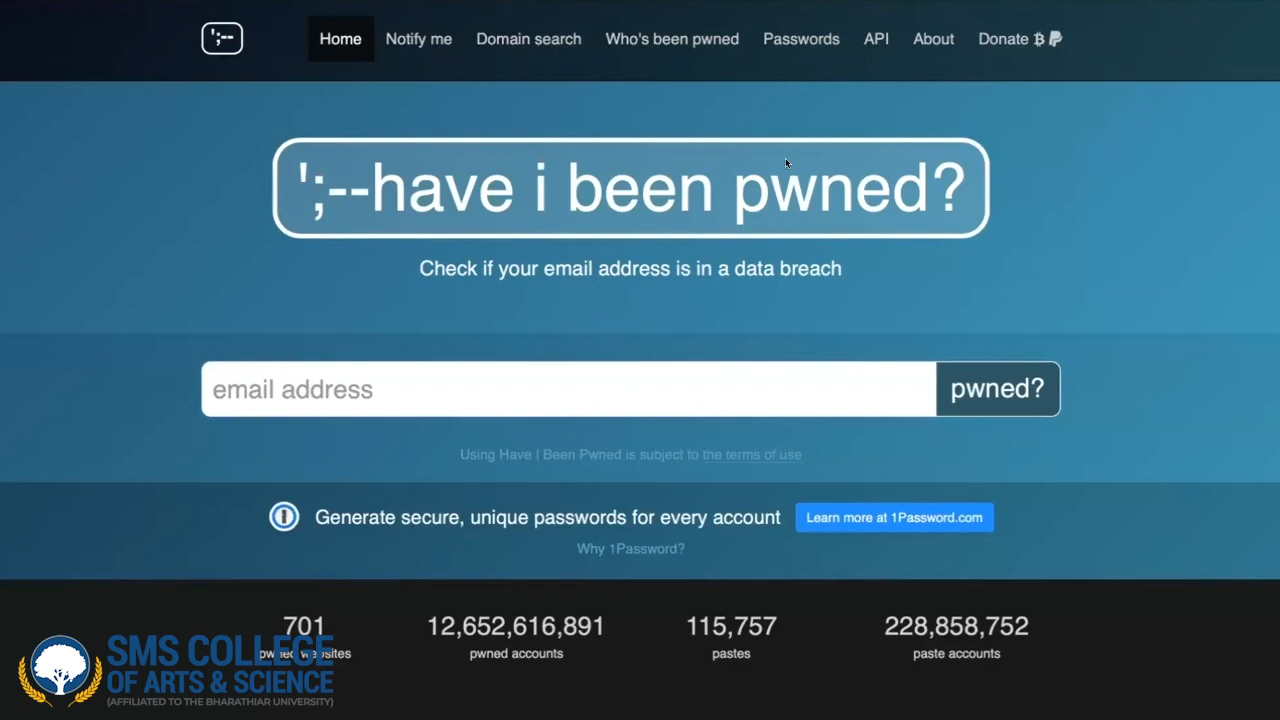 ';--
Home
Notify me
Domain search
Who's been pwned
Passwords
API
About
Donate
';--have i been pwned?
Check if your email address is in a data breach
email address
pwned?
Using Have I Been Pwned is subject to the terms of use
Generate secure, unique passwords for every account
Learn more at 1Password.com
Why 1Password?
701
12,652,616,891
115,757
228,858,752
pwned websites
pwned accounts
pastes
paste accounts
SMS COLLEGE
OF ARTS & SCIENCE
(AFFILIATED TO THE BHARATHIAR UNIVERSITY)